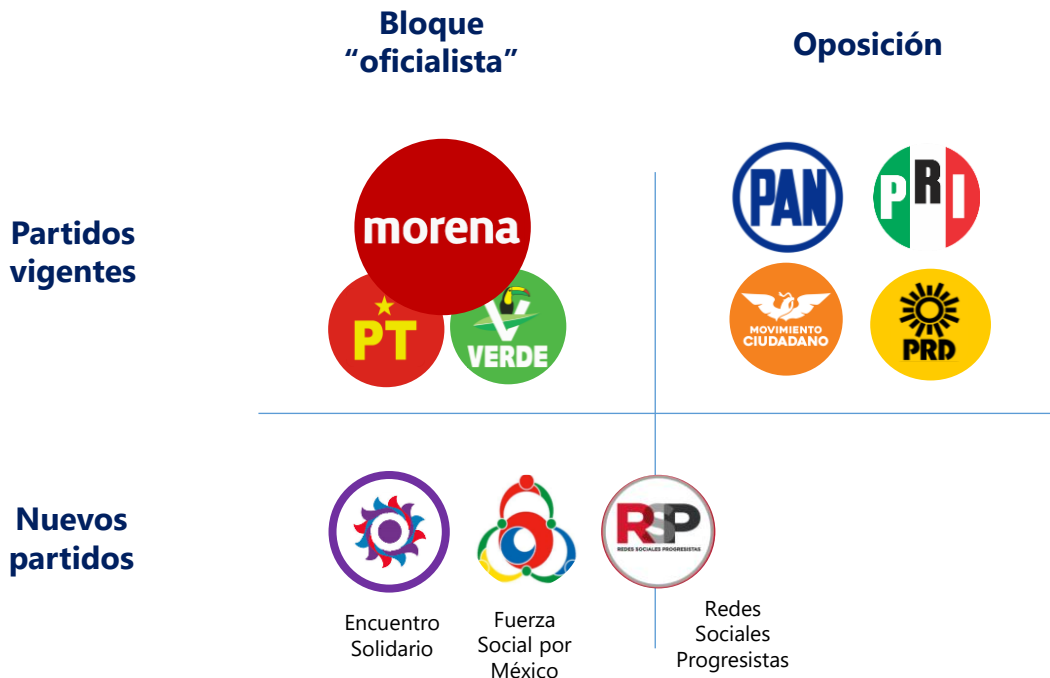 Bloque
“oficialista”
Oposición
Partidos
vigentes
morena
PT
VERDE
PAN
PRI
MOVIMIENTO
CIUDADANO
PRD
Nuevos
partidos
RSP
REDES SOCIALES PROGRESISTAS
Encuentro
Solidario
Fuerza
Social por
México
Redes
Sociales
Progresistas